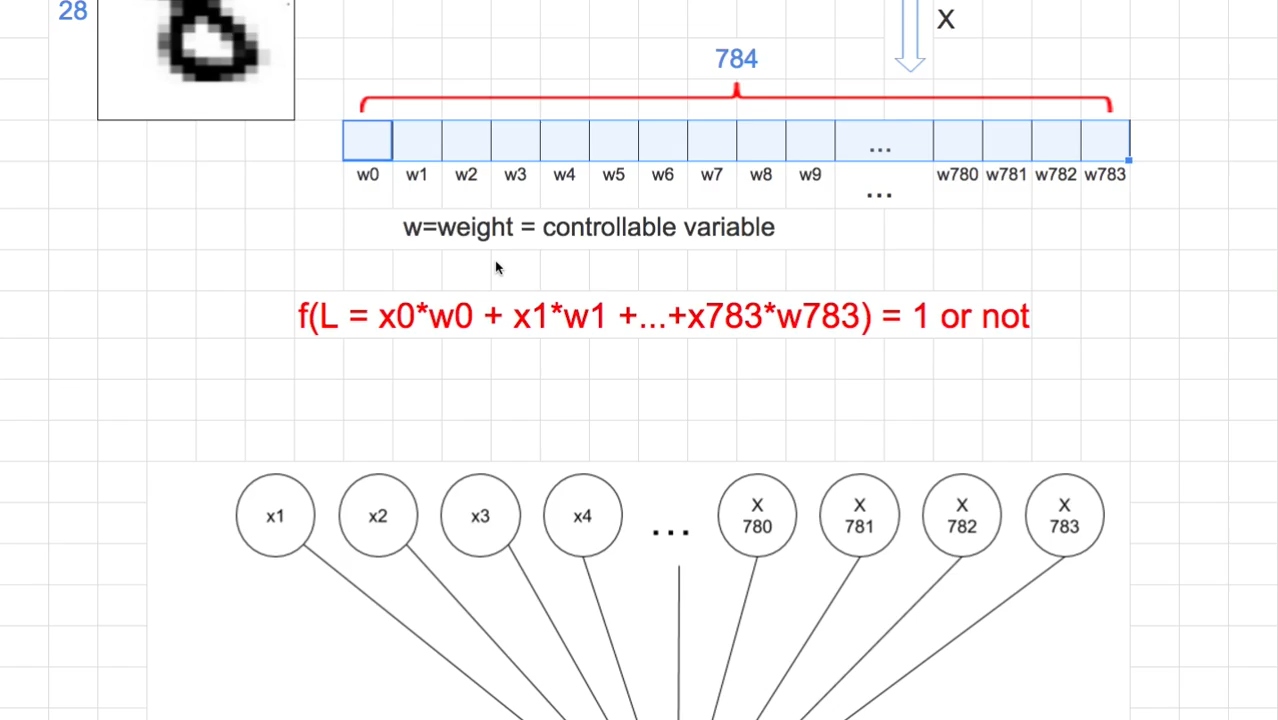 28
X
784
...
w0 w1 w2 w3 w4 w5 w6 w7 w8 w9 ... w780 w781 w782 w783
w=weight = controllable variable
f(L = x0*w0 + x1*w1 +...+x783*w783) = 1 or not
x1 x2 x3 x4 ... X 780 X 781 X 782 X 783